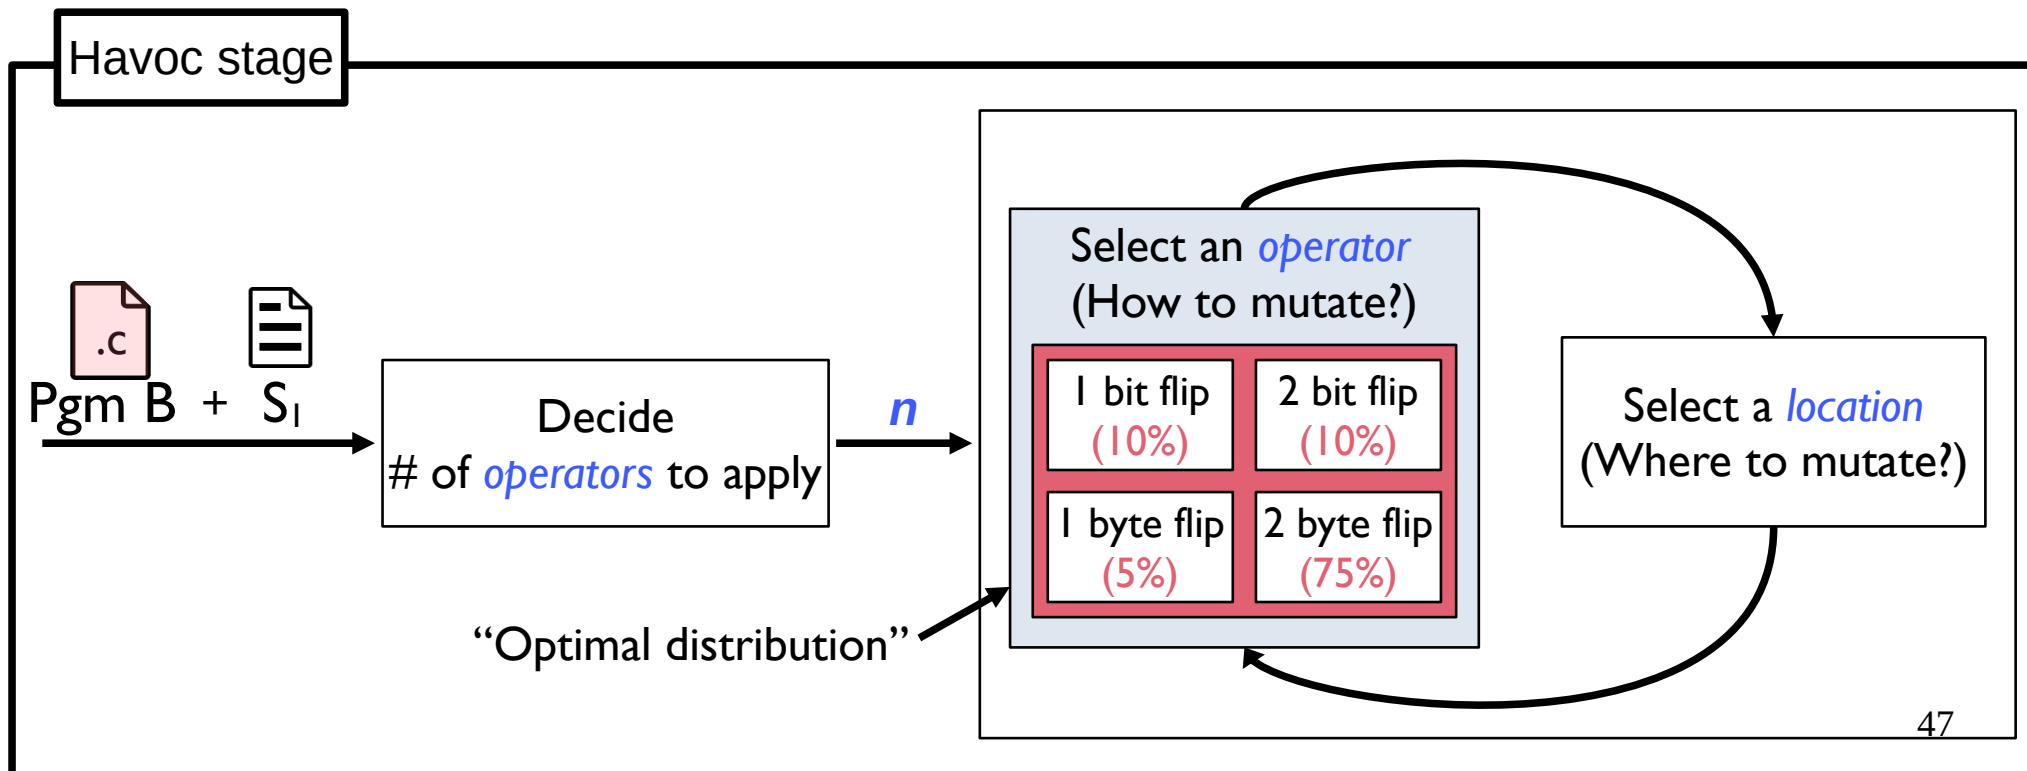 Havoc stage
.c
Pgm B + S1
Decide
# of operators to apply
n
Select an operator
(How to mutate?)
1 bit flip
(10%)
2 bit flip
(10%)
1 byte flip
(5%)
2 byte flip
(75%)
Select a location
(Where to mutate?)
“Optimal distribution”
47